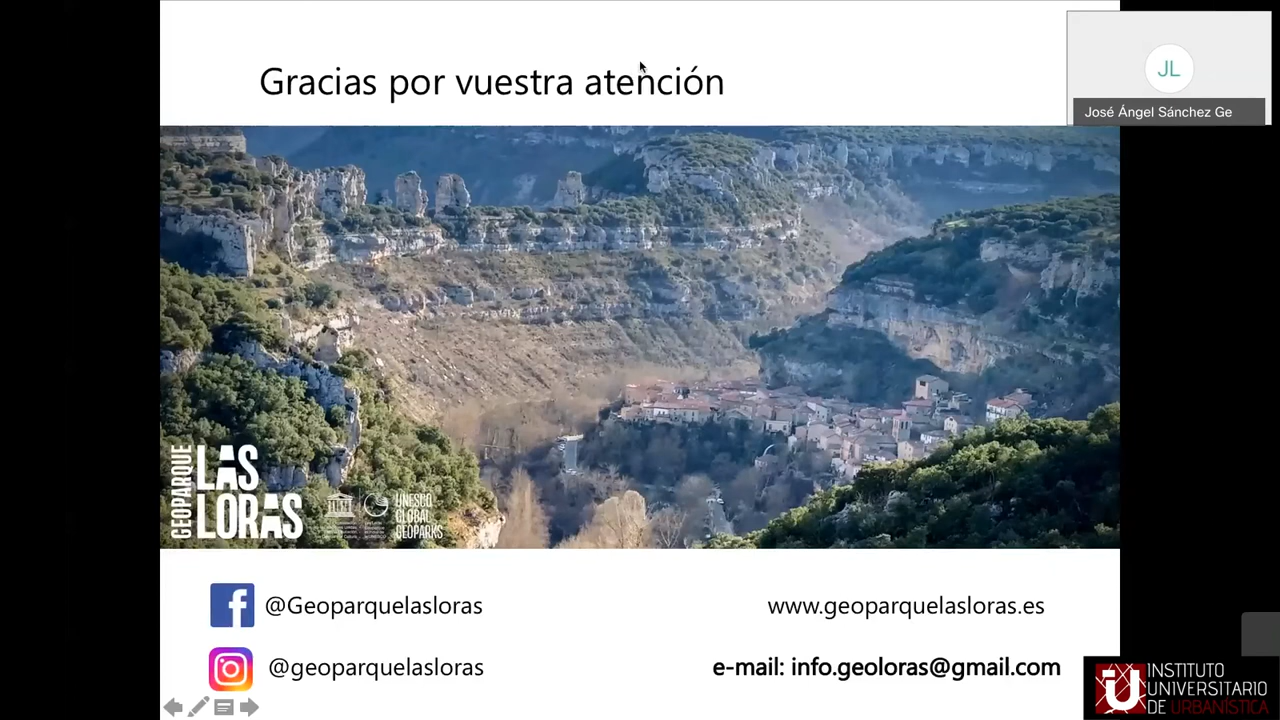 Gracias por vuestra atención
JL
José Ángel Sánchez Ge
GEOPARQUE
LAS
LORAS
UNESCO
GLOBAL
GEOPARKS
@Geoparquelasloras
www.geoparquelasloras.es
@geoparquelasloras
e-mail: info.geoloras@gmail.com
INSTITUTO
UNIVERSITARIO
DE URBANÍSTICA